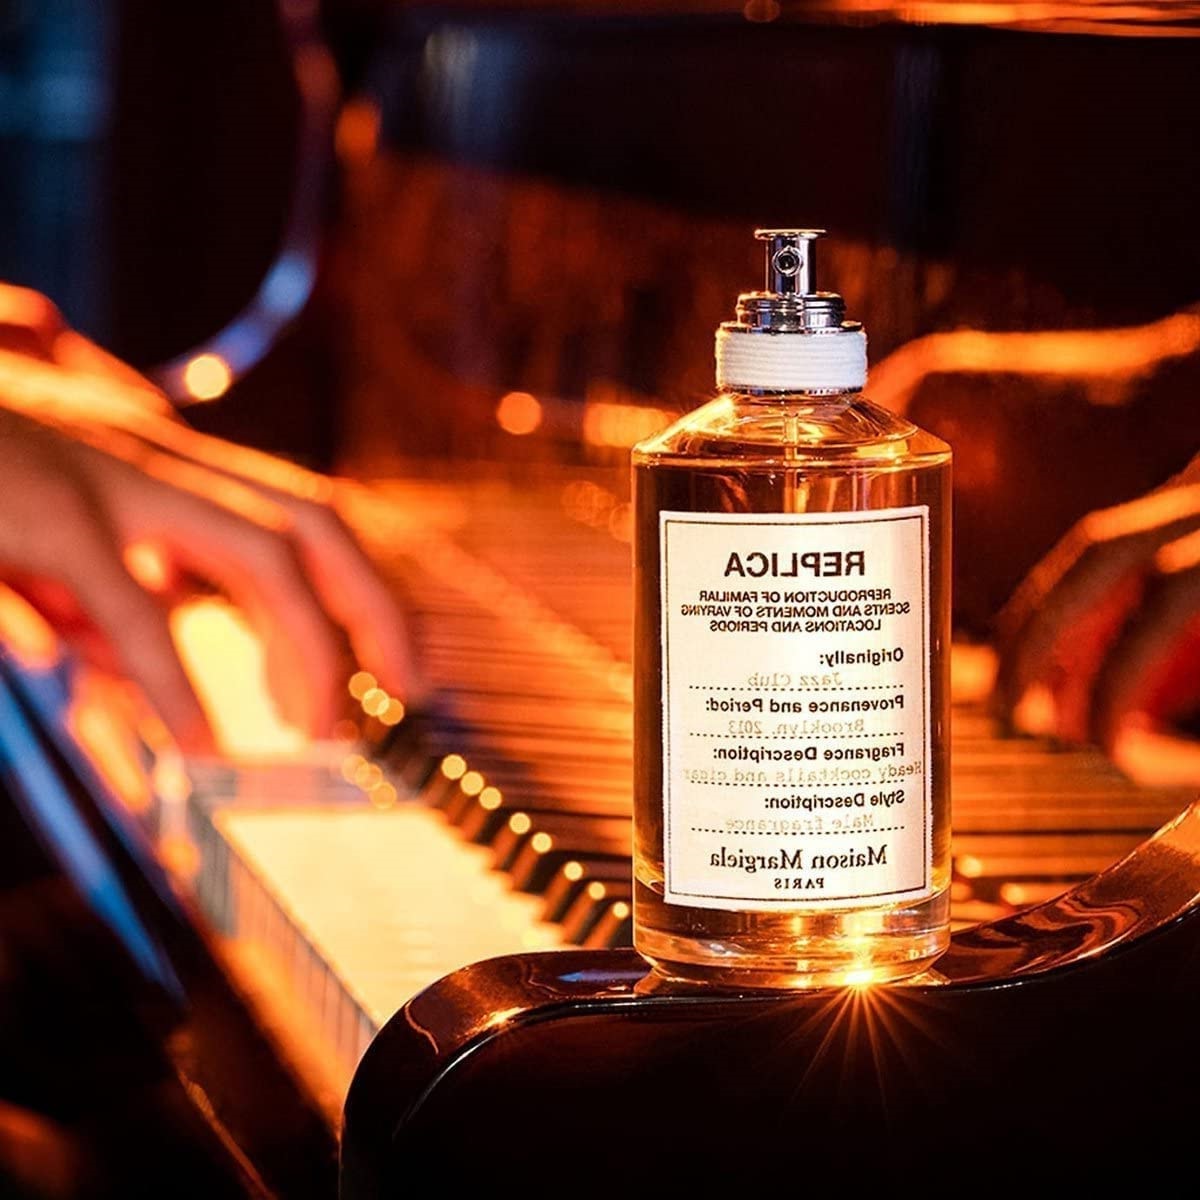 REPLICA
REPRODUCTION OF FAMILIAR
SCENTS AND MOMENTS OF VARYING
LOCATIONS AND PERIODS
Originally:
Jazz Club
Provenance and Period:
Brooklyn, 2013
Fragrance Description:
Heady cocktails and cigar
Style Description:
Male fragrance
Maison Margiela
PARIS